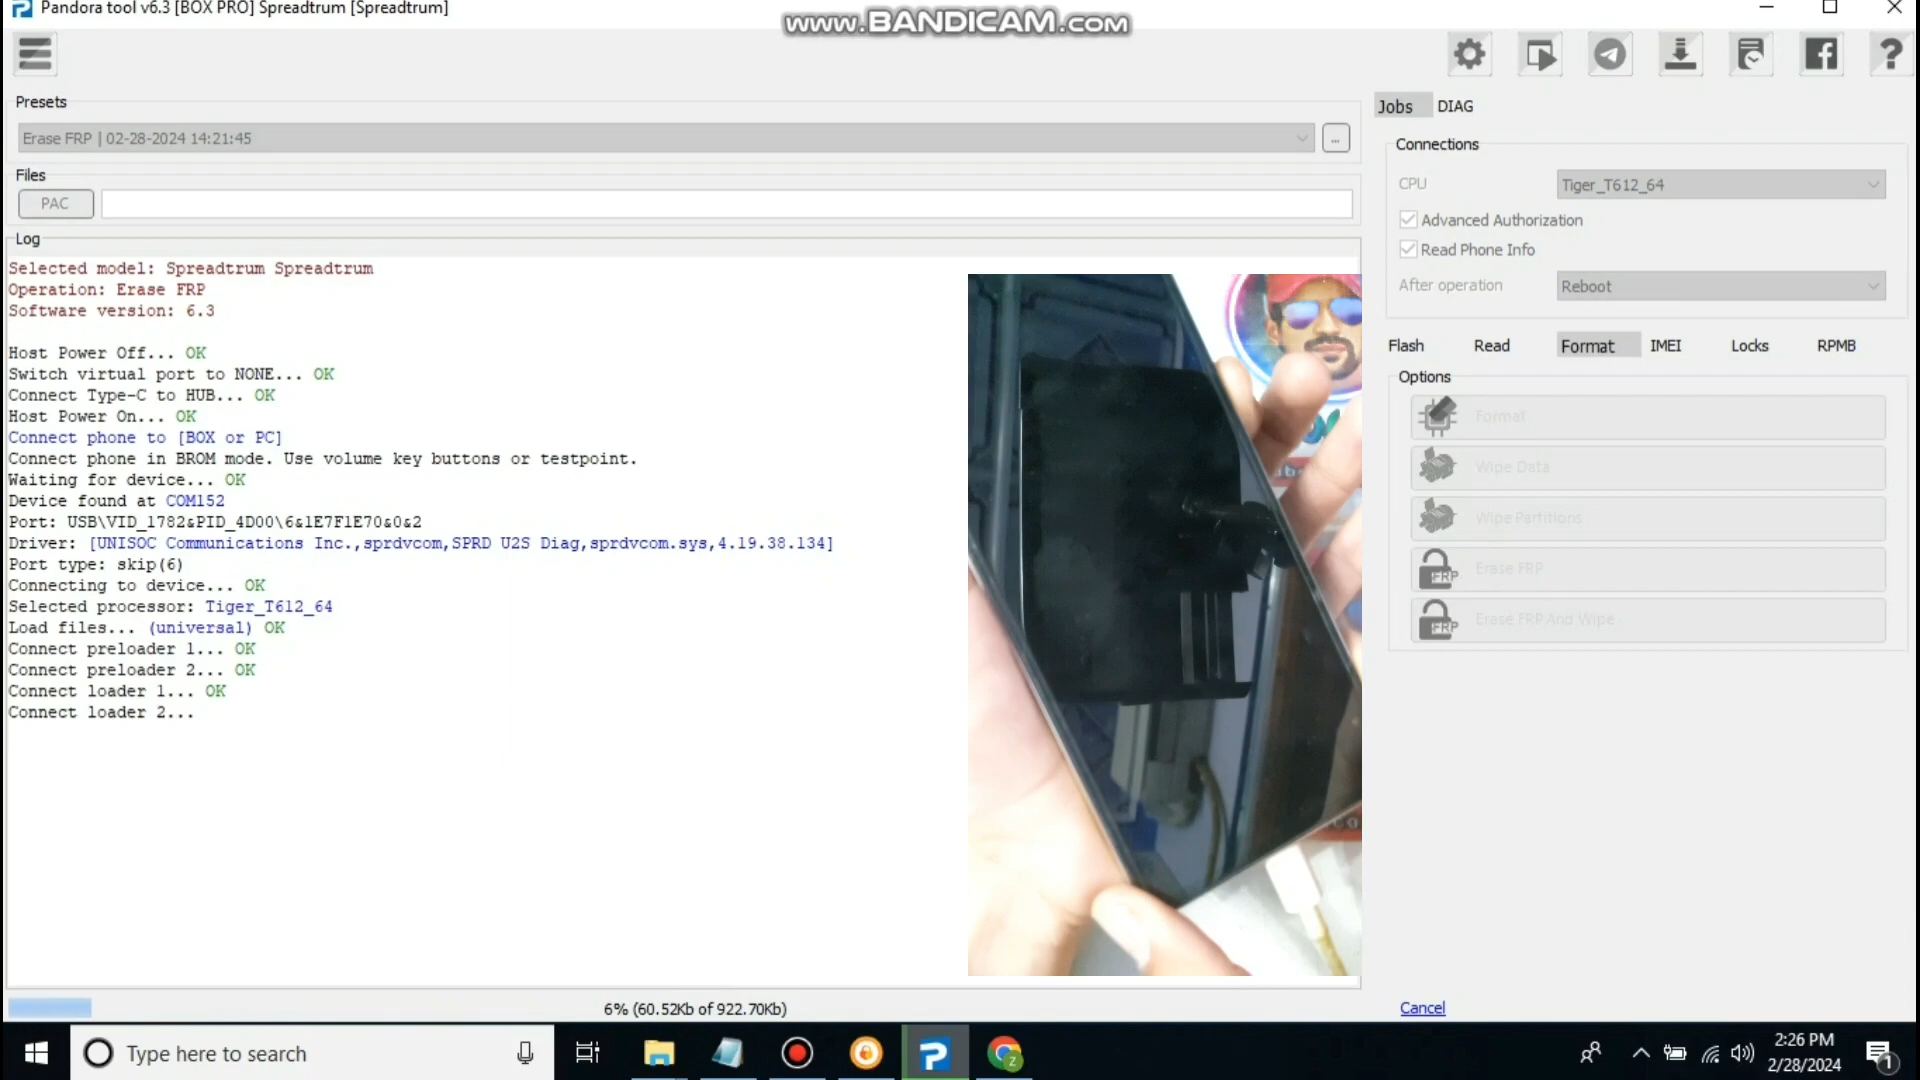 Pandora tool v6.3 [BOX PRO] Spreadtrum [Spreadtrum]
www.BANDICAM.com
Presets
Erase FRP | 02-28-2024 14:21:45
...
Files
PAC
Log
Selected model: Spreadtrum Spreadtrum
Operation: Erase FRP
Software version: 6.3
Host Power Off... OK
Switch virtual port to NONE... OK
Connect Type-C to HUB... OK
Host Power On... OK
Connect phone to [BOX or PC]
Connect phone in BROM mode. Use volume key buttons or testpoint.
Waiting for device... OK
Device found at COM152
Port: USB\VID_1782&PID_4D00\6&1E7F1E70&0&2
Driver: [UNISOC Communications Inc.,sprdvcom,SPRD U2S Diag,sprdvcom.sys,4.19.38.134]
Port type: skip(6)
Connecting to device... OK
Selected processor: Tiger_T612_64
Load files... (universal) OK
Connect preloader 1... OK
Connect preloader 2... OK
Connect loader 1... OK
Connect loader 2...
6% (60.52Kb of 922.70Kb)
Jobs DIAG
Connections
CPU Tiger_T612_64
Advanced Authorization
Read Phone Info
After operation Reboot
Flash Read Format IMEI Locks RPMB
Options
Format
Wipe Data
Wipe Partitions
FRP Erase FRP
FRP Erase FRP And Wipe
Cancel
Type here to search
2:26 PM
2/28/2024
1